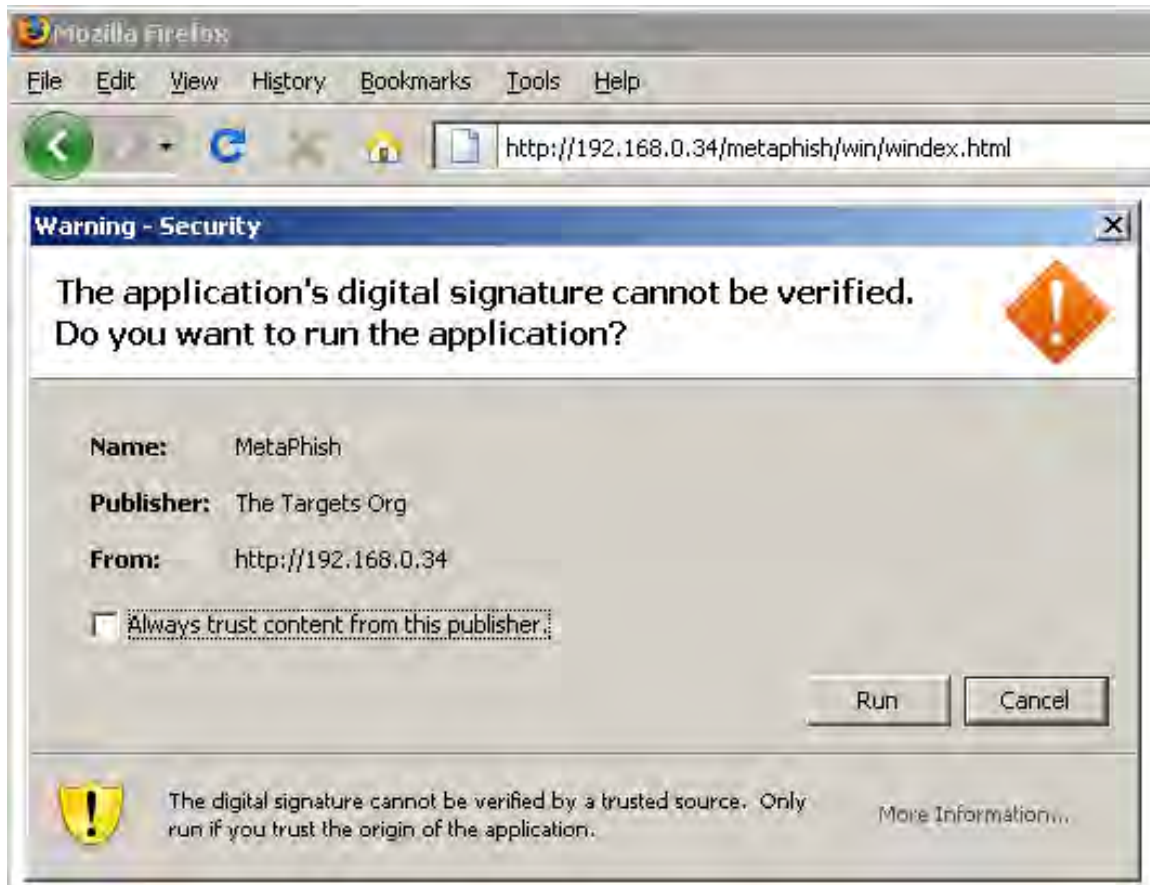 Mozilla Firefox
File Edit View History Bookmarks Tools Help
http://192.168.0.34/metaphish/win/windex.html
Warning - Security
The application's digital signature cannot be verified.
Do you want to run the application?
Name: MetaPhish
Publisher: The Targets Org
From: http://192.168.0.34
Always trust content from this publisher.
Run Cancel
The digital signature cannot be verified by a trusted source. Only
run if you trust the origin of the application.
More Information...